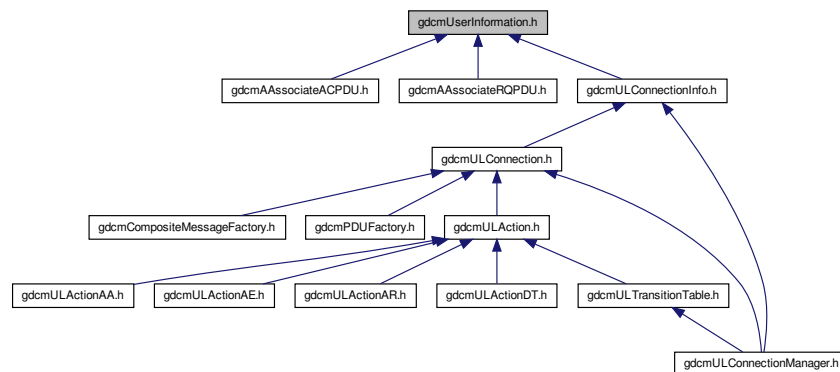 gdcmUserInformation.h
gdcmAAssociateACPDU.h
gdcmAAssociateRQPDU.h
gdcmULConnectionInfo.h
gdcmULConnection.h
gdcmCompositeMessageFactory.h
gdcmPDUFactory.h
gdcmULAction.h
gdcmULActionAA.h
gdcmULActionAE.h
gdcmULActionAR.h
gdcmULActionDT.h
gdcmULTransitionTable.h
gdcmULConnectionManager.h